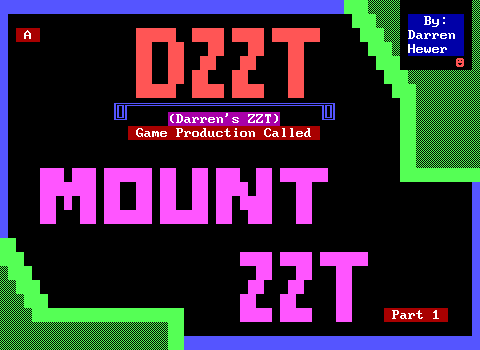 A
DZZT
By:
Darren
Hewer
(Darren's ZZT)
Game Production Called
MOUNT
ZZT
Part 1